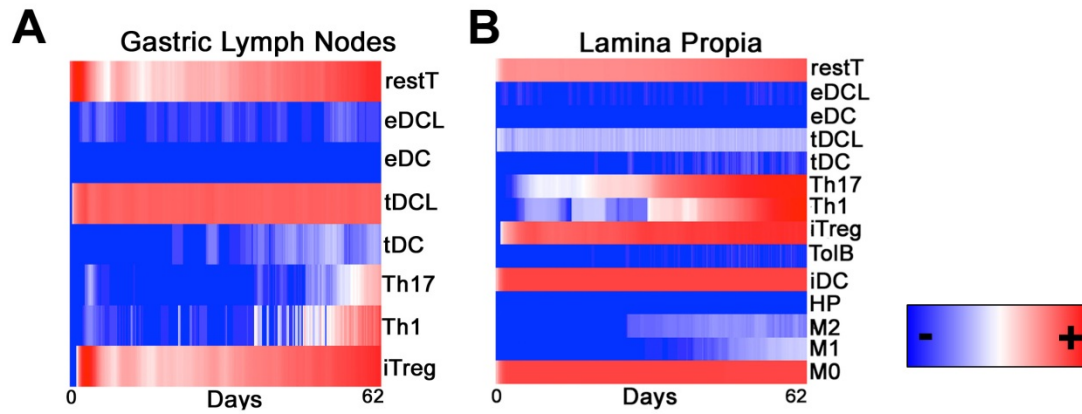 A
Gastric Lymph Nodes
restT
eDCL
eDC
tDCL
tDC
Th17
Th1
iTreg
0
Days
62
B
Lamina Propia
restT
eDCL
eDC
tDCL
tDC
Th17
Th1
iTreg
TolB
iDC
HP
M2
M1
M0
0
Days
62
- +